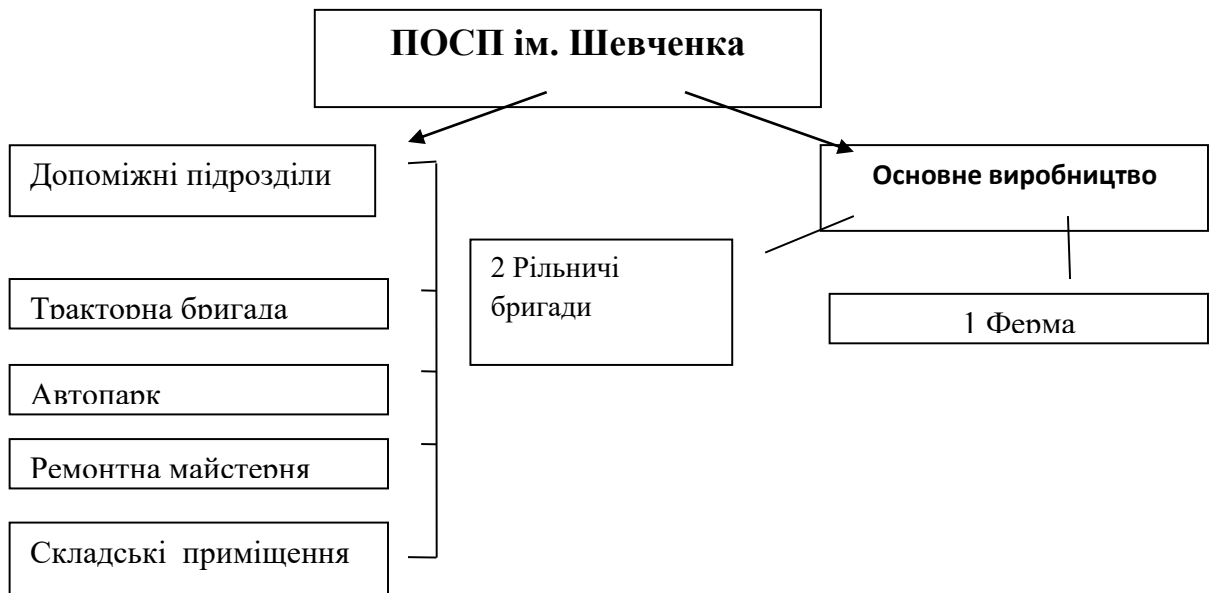 ПОСП ім. Шевченка
Допоміжні підрозділи
Основне виробництво
2 Рільничі
бригади
Тракторна бригада
1 Ферма
Автопарк
Ремонтна майстерня
Складські приміщення